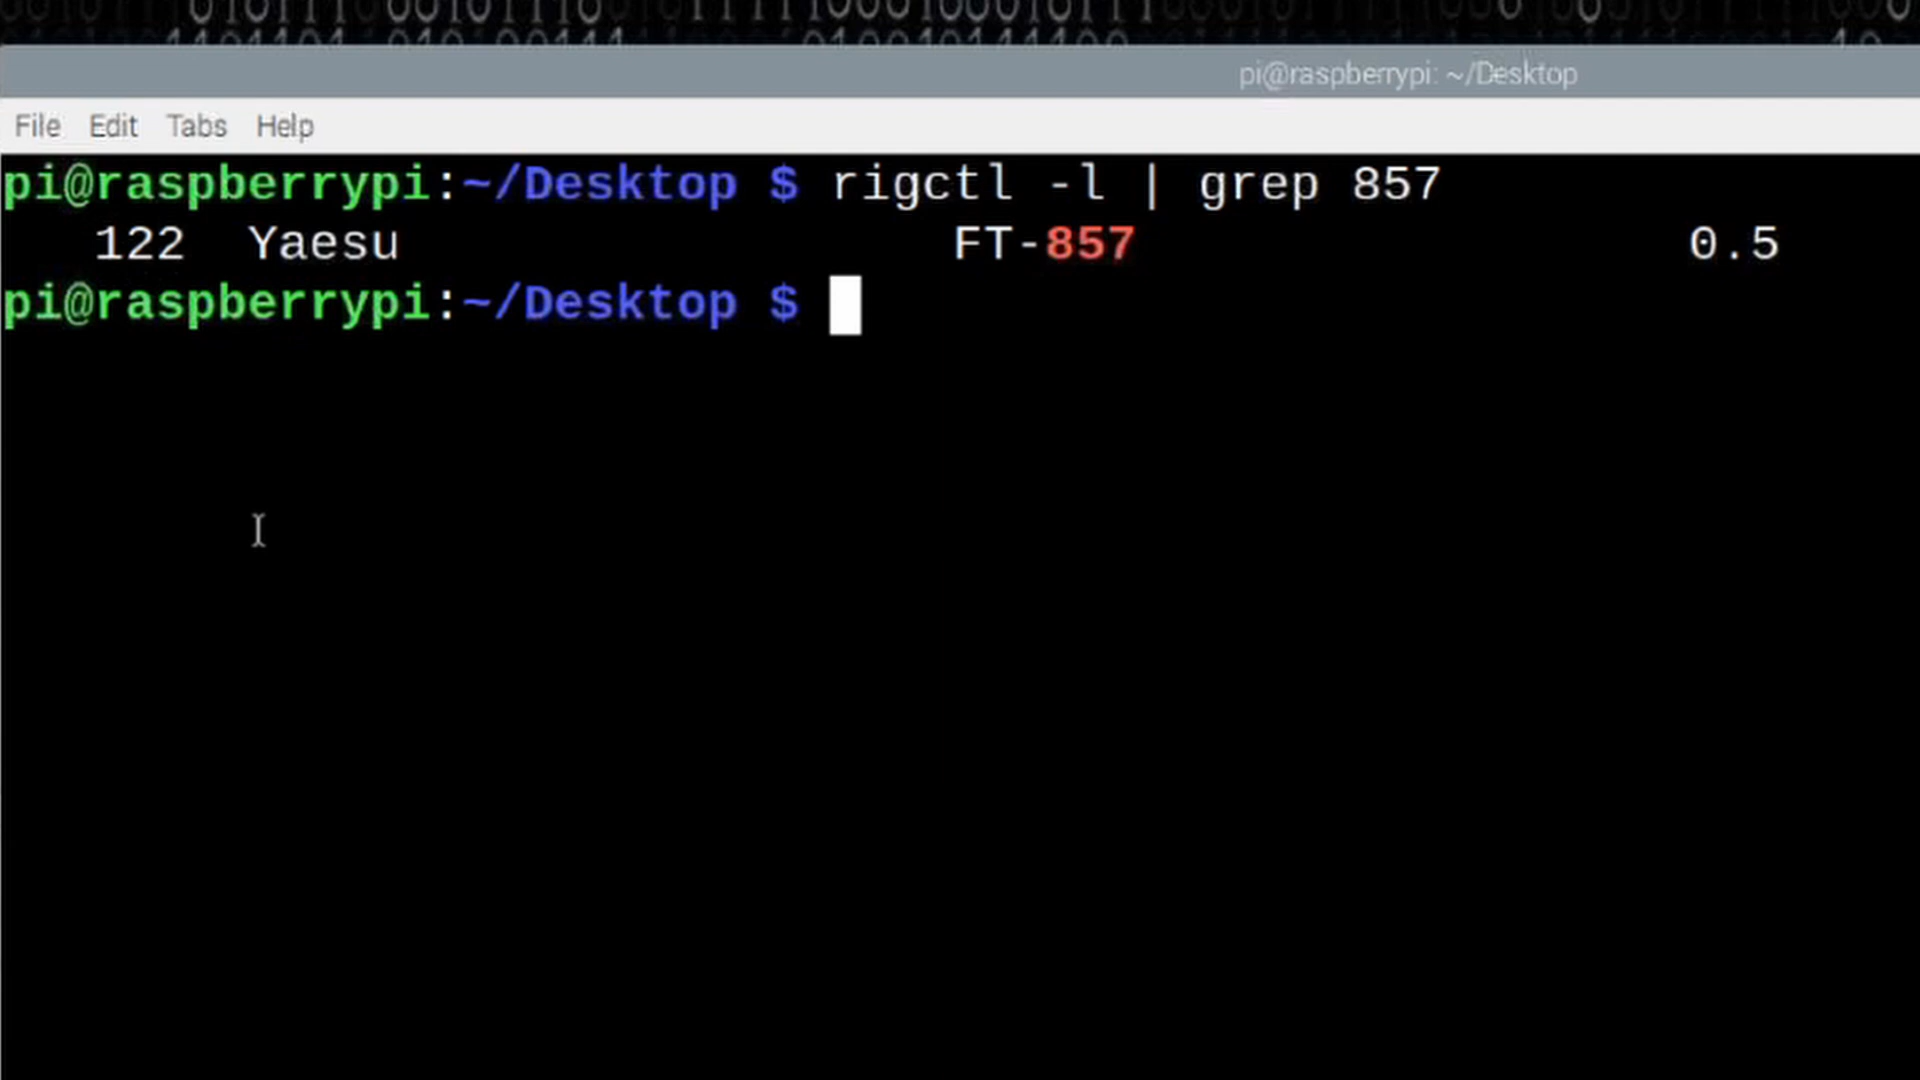 pi@raspberrypi: ~/Desktop
File Edit Tabs Help
pi@raspberrypi:~/Desktop $ rigctl -l | grep 857
122 Yaesu FT-857 0.5
pi@raspberrypi:~/Desktop $